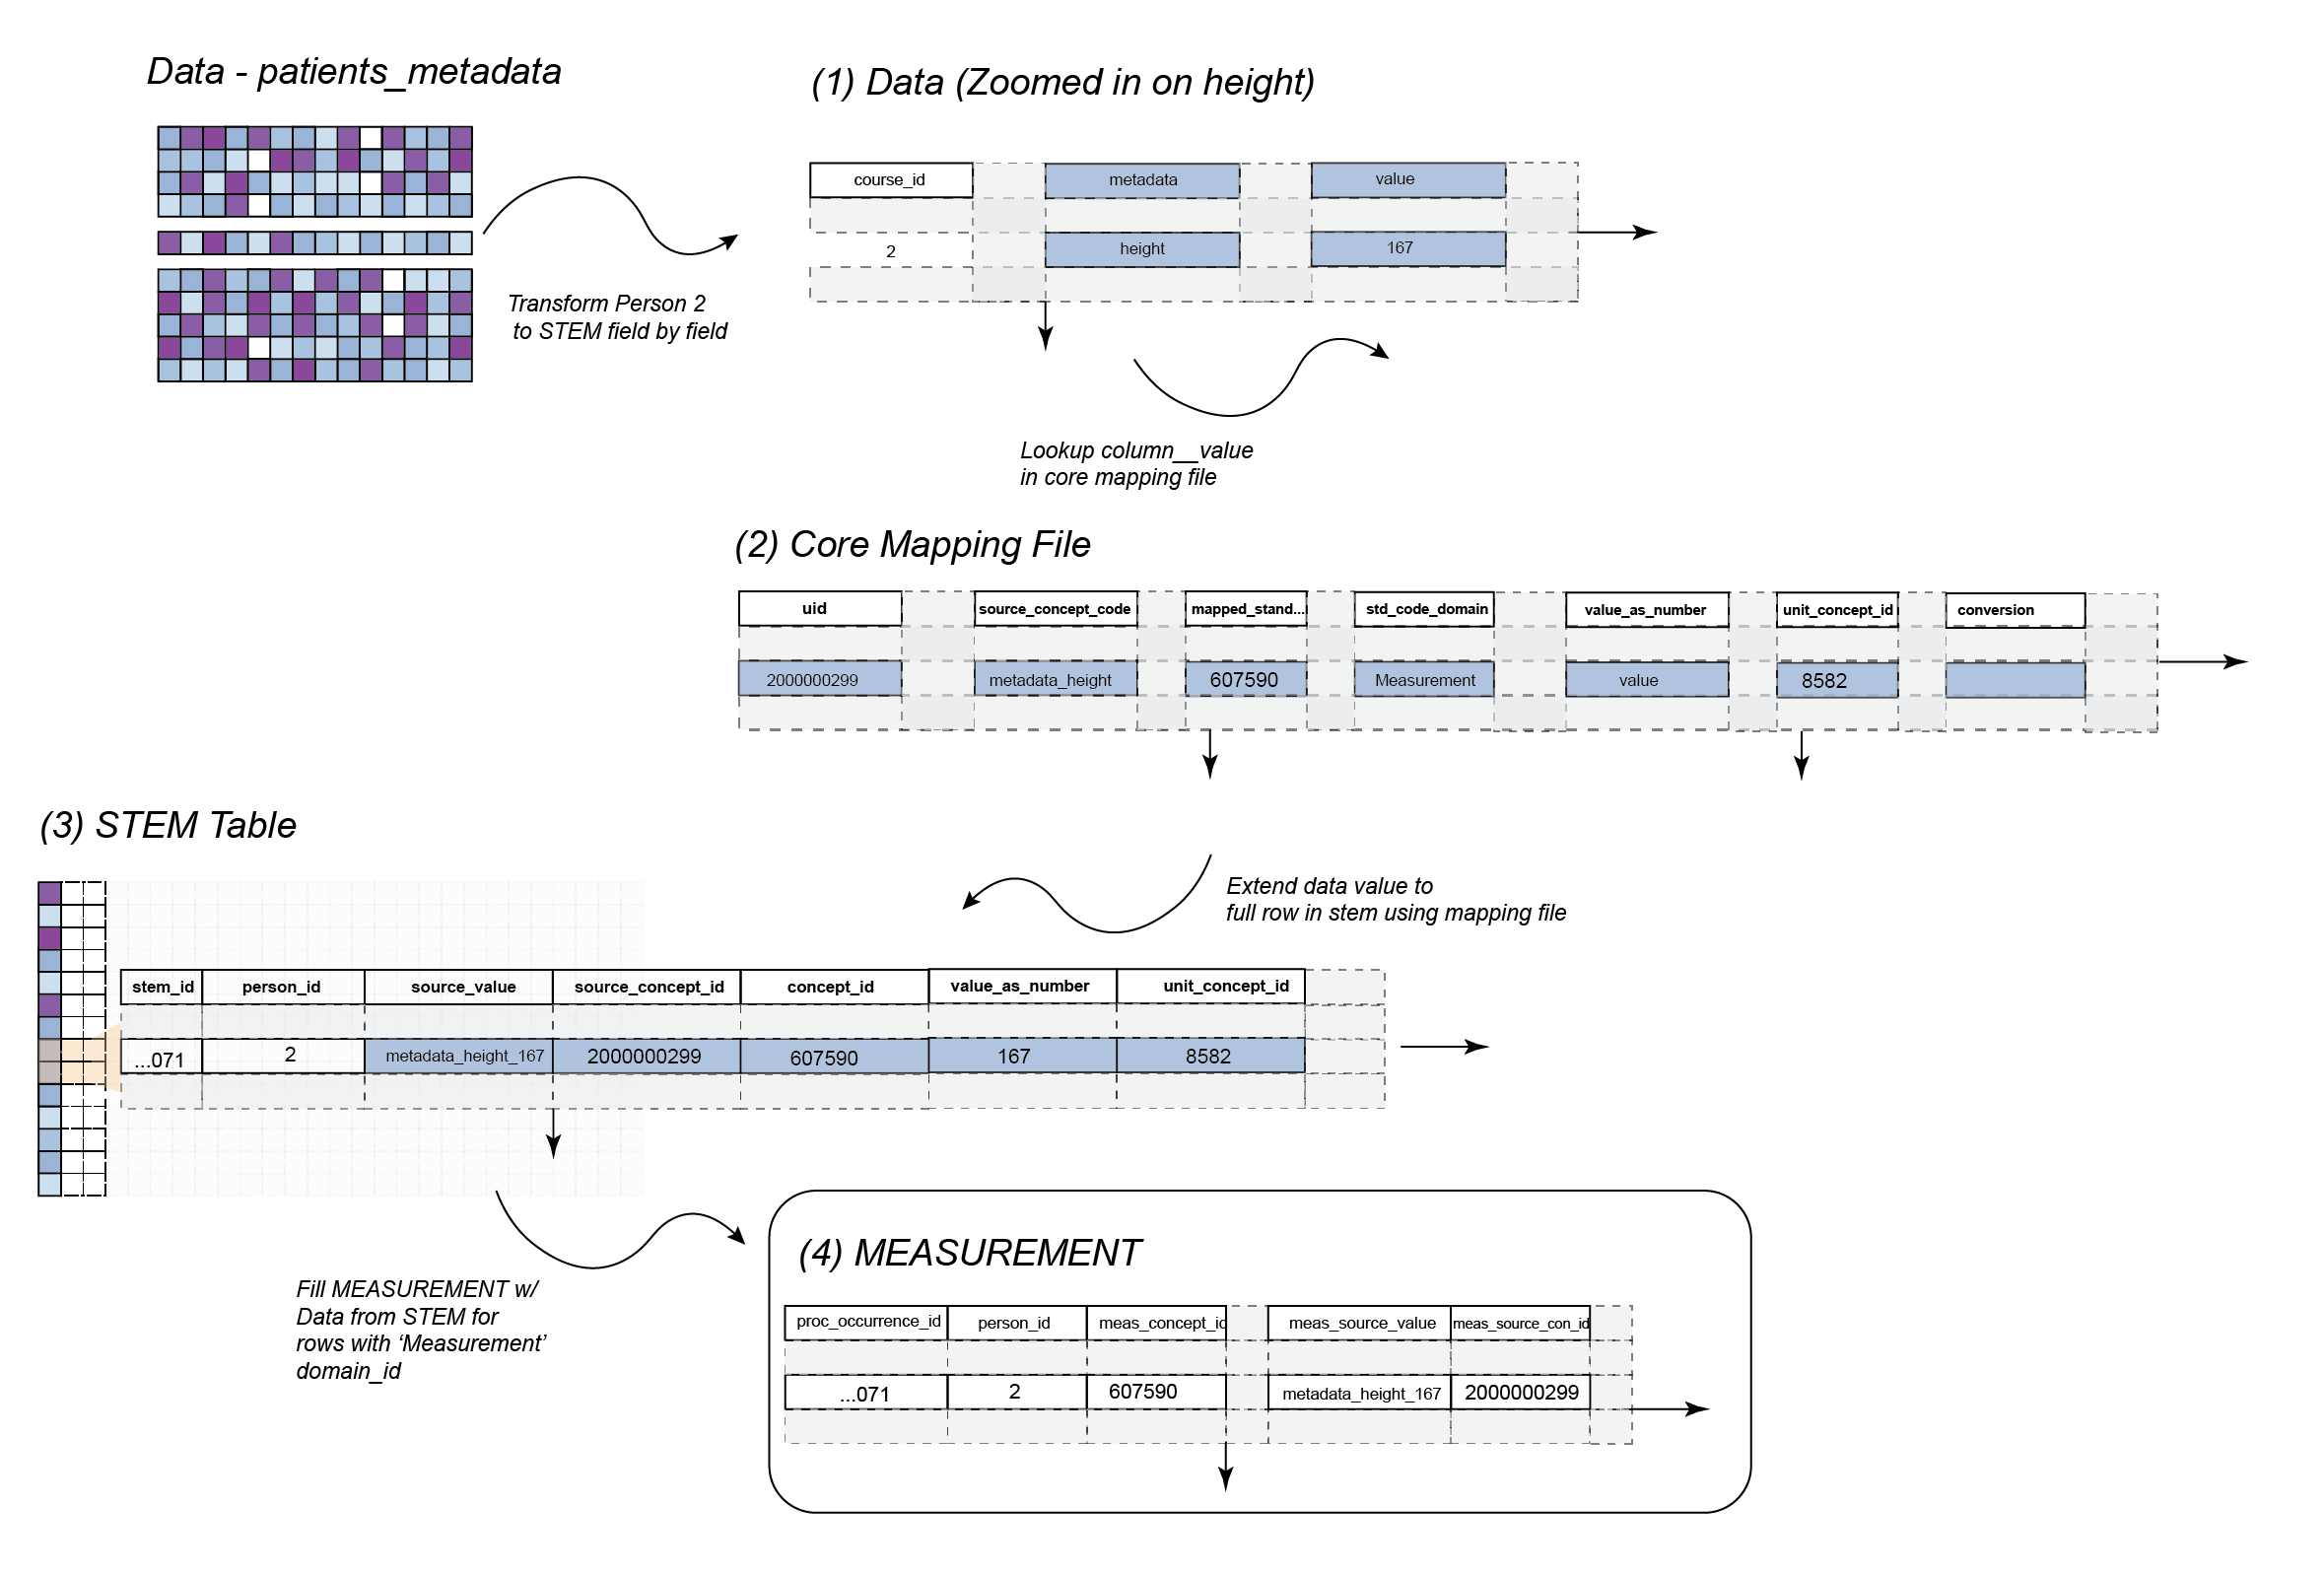 Data - patients_metadata
(1) Data (Zoomed in on height)
course_id metadata value
2 height 167
Transform Person 2
to STEM field by field
Lookup column__value
in core mapping file
(2) Core Mapping File
uid source_concept_code mapped_stand... std_code_domain value_as_number unit_concept_id conversion
2000000299 metadata_height 607590 Measurement value 8582
(3) STEM Table
Extend data value to
full row in stem using mapping file
stem_id person_id source_value source_concept_id concept_id value_as_number unit_concept_id
...071 2 metadata_height_167 2000000299 607590 167 8582
Fill MEASUREMENT w/
Data from STEM for
rows with ‘Measurement’
domain_id
(4) MEASUREMENT
proc_occurrence_id person_id meas_concept_id meas_source_value meas_source_con_id
...071 2 607590 metadata_height_167 2000000299